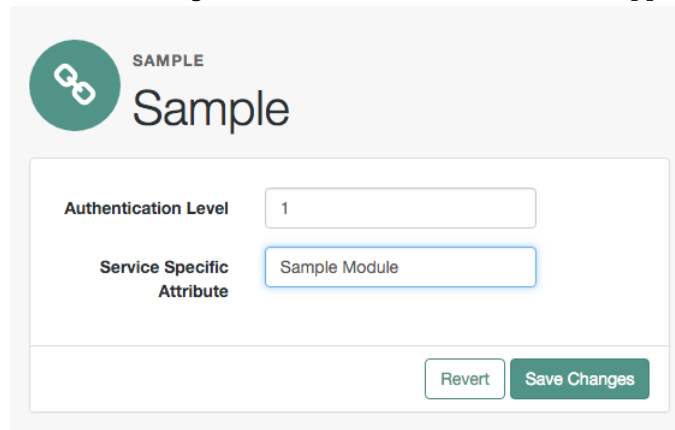 SAMPLE
Sample
Authentication Level
1
Service Specific
Attribute
Sample Module
Revert
Save Changes